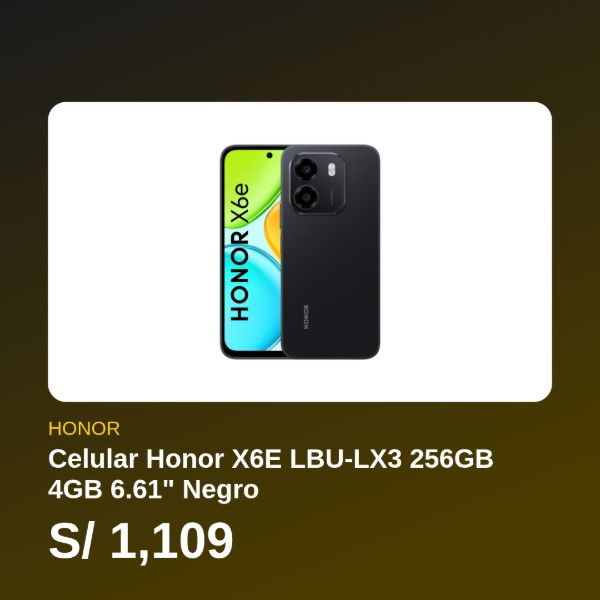 HONOR X6e
HONOR
HONOR
Celular Honor X6E LBU-LX3 256GB
4GB 6.61" Negro
S/ 1,109